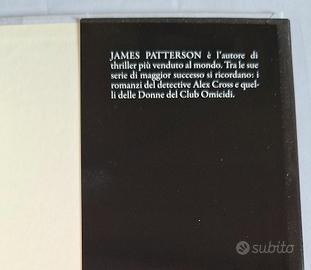 JAMES PATTERSON è l'autore di
thriller più venduto al mondo. Tra le sue
serie di maggior successo si ricordano: i
romanzi del detective Alex Cross e quel-
li delle Donne del Club Omicidi.
subito